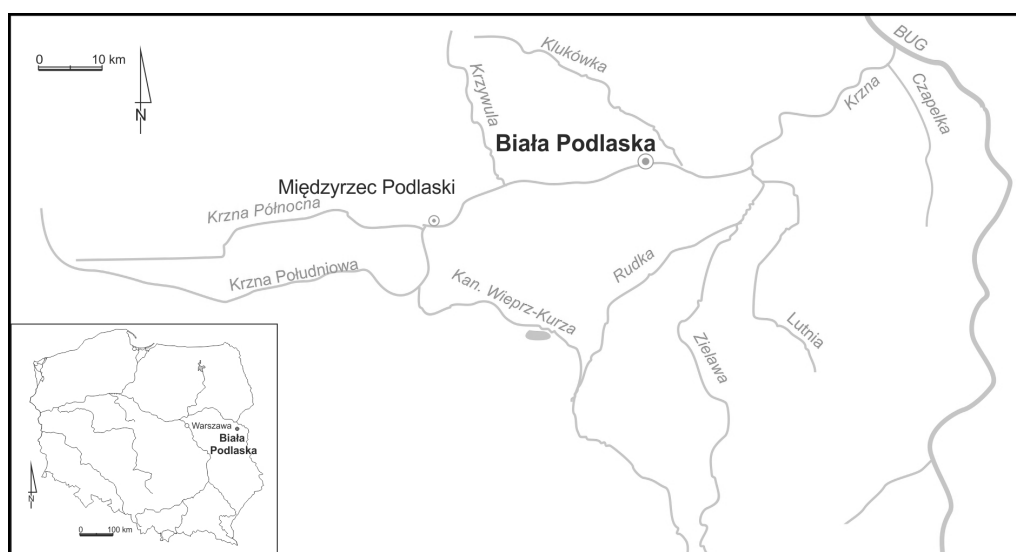 BUG
Klukówka
Krzywula
0 10 km
N
Krzna
Czapelka
Biała Podlaska
Międzyrzec Podlaski
Krzna Północna
Krzna Południowa
Rudka
Kan. Wieprz-Kurza
Lutnia
Zielawa
Warszawa
Biała
Podlaska
N
0 100 km